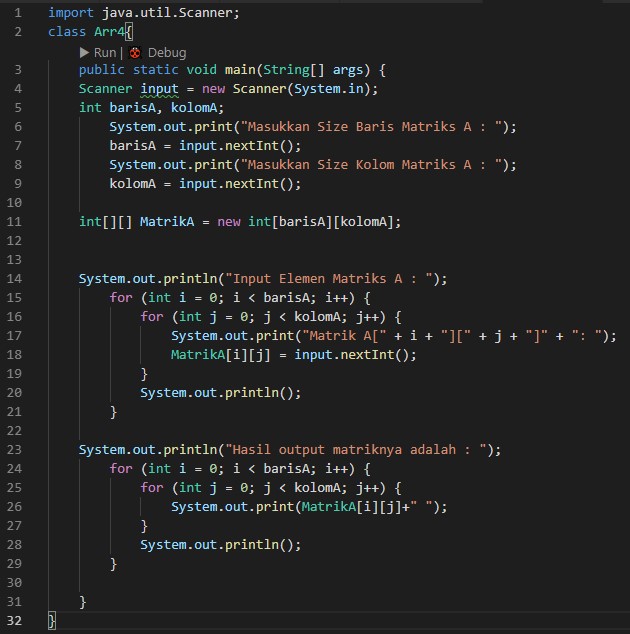 1 import java.util.Scanner;
2 class Arr4{
Run | Debug
3 public static void main(String[] args) {
4 Scanner input = new Scanner(System.in);
5 int barisA, kolomA;
6 System.out.print("Masukkan Size Baris Matriks A : ");
7 barisA = input.nextInt();
8 System.out.print("Masukkan Size Kolom Matriks A : ");
9 kolomA = input.nextInt();
10
11 int[][] MatrikA = new int[barisA][kolomA];
12
13
14 System.out.println("Input Elemen Matriks A : ");
15 for (int i = 0; i < barisA; i++) {
16 for (int j = 0; j < kolomA; j++) {
17 System.out.print("Matrik A[" + i + "][" + j + "]" + ": ");
18 MatrikA[i][j] = input.nextInt();
19 }
20 System.out.println();
21 }
22
23 System.out.println("Hasil output matriknya adalah : ");
24 for (int i = 0; i < barisA; i++) {
25 for (int j = 0; j < kolomA; j++) {
26 System.out.print(MatrikA[i][j]+" ");
27 }
28 System.out.println();
29 }
30
31 }
32 }